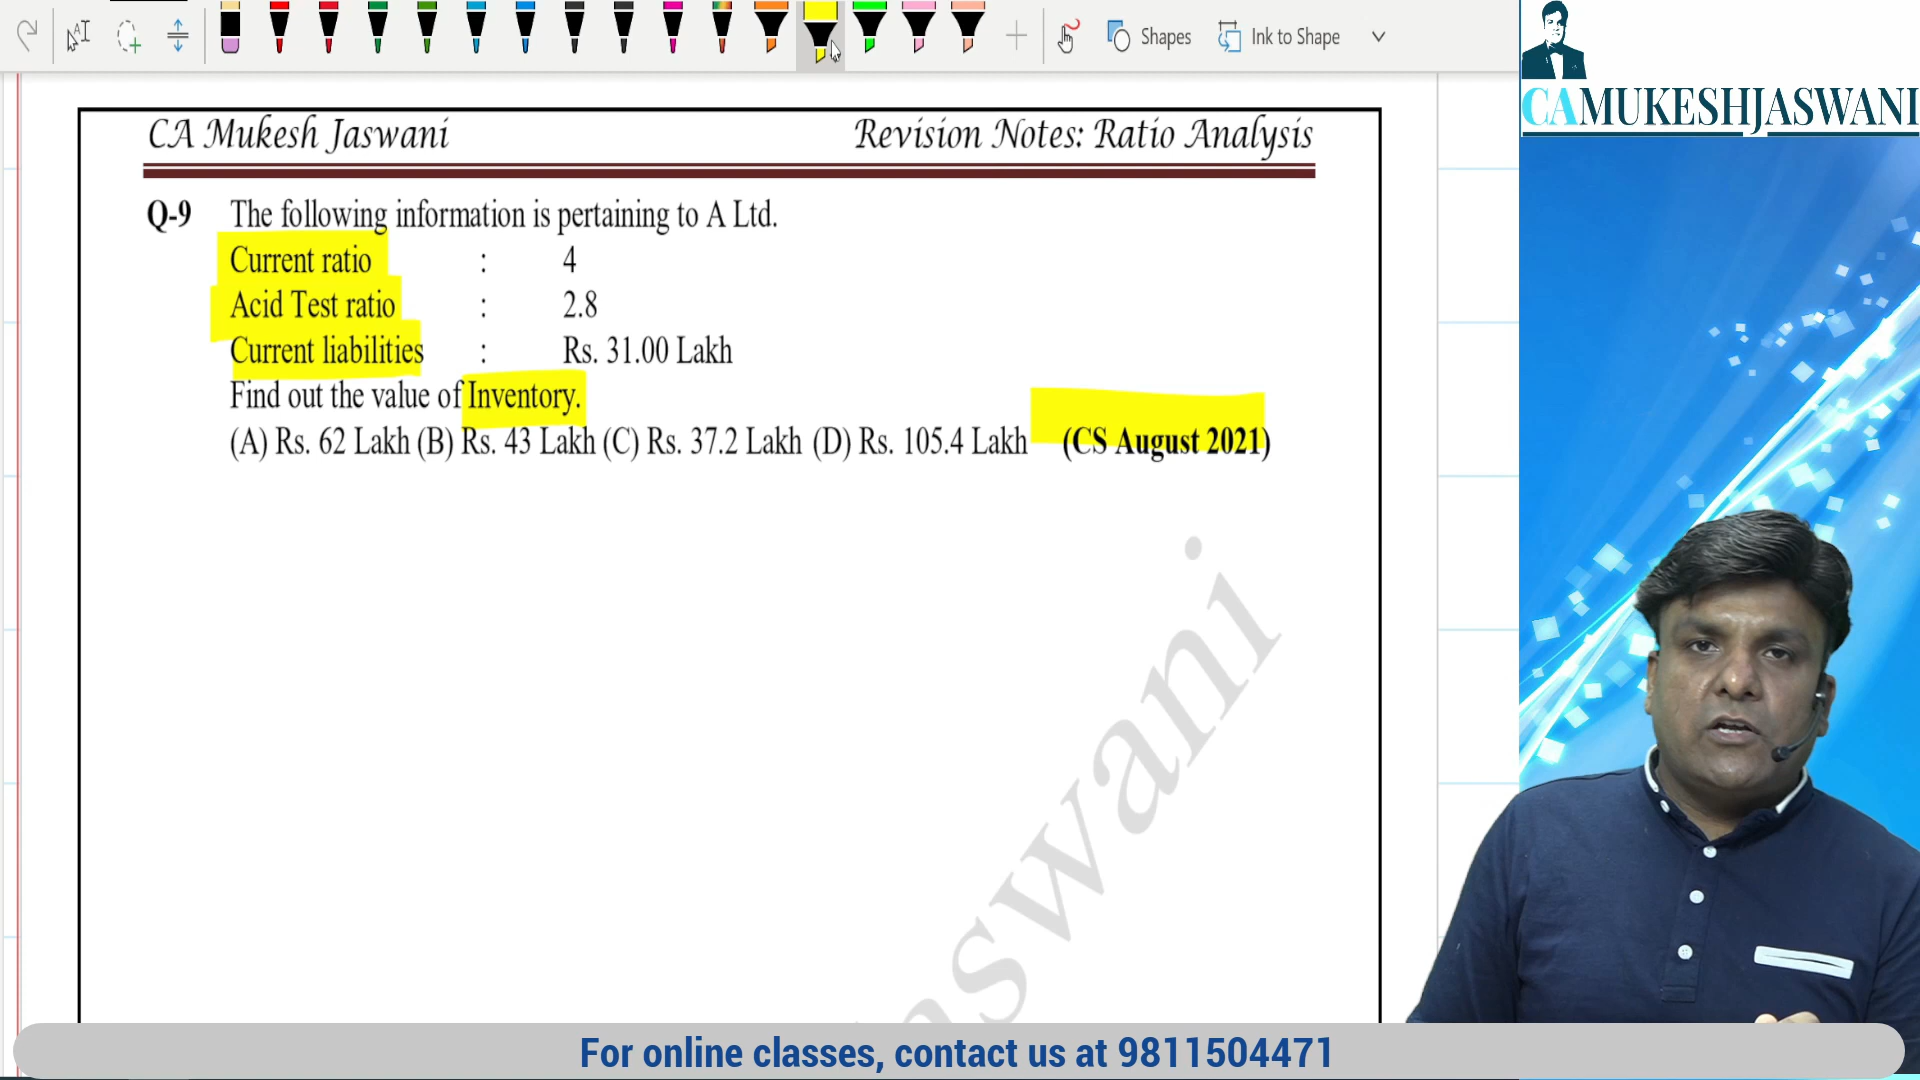 Shapes
Ink to Shape
CAMUKESHJASWANI
CA Mukesh Jaswani
Revision Notes: Ratio Analysis
Q-9 The following information is pertaining to A Ltd.
Current ratio : 4
Acid Test ratio : 2.8
Current liabilities : Rs. 31.00 Lakh
Find out the value of Inventory.
(A) Rs. 62 Lakh (B) Rs. 43 Lakh (C) Rs. 37.2 Lakh (D) Rs. 105.4 Lakh (CS August 2021)
aswani
For online classes, contact us at 9811504471